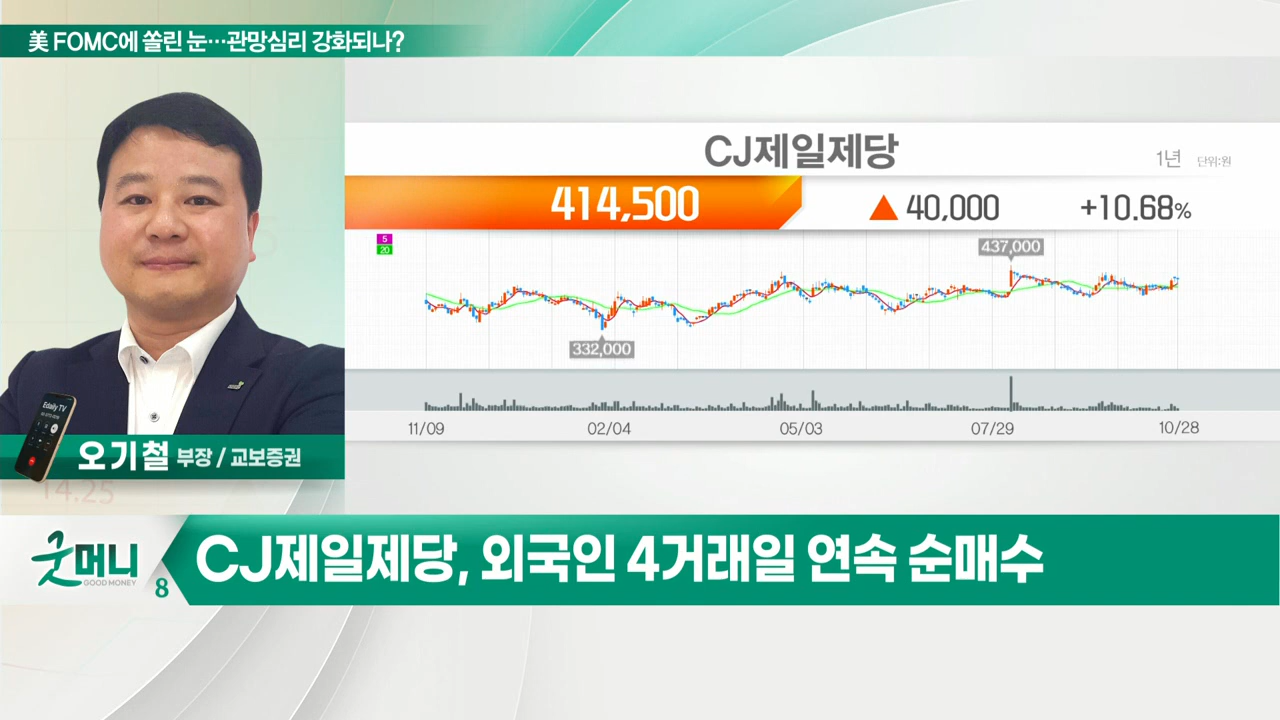 美 FOMC에 쏠린 눈…관망심리 강화되나?
CJ제일제당
1년 단위:원
414,500 ▲ 40,000 +10.68%
5
20
437,000
332,000
11/09 02/04 05/03 07/29 10/28
Edaily TV
오기철 부장 / 교보증권
14.25
굿머니
GOOD MONEY
8
CJ제일제당, 외국인 4거래일 연속 순매수